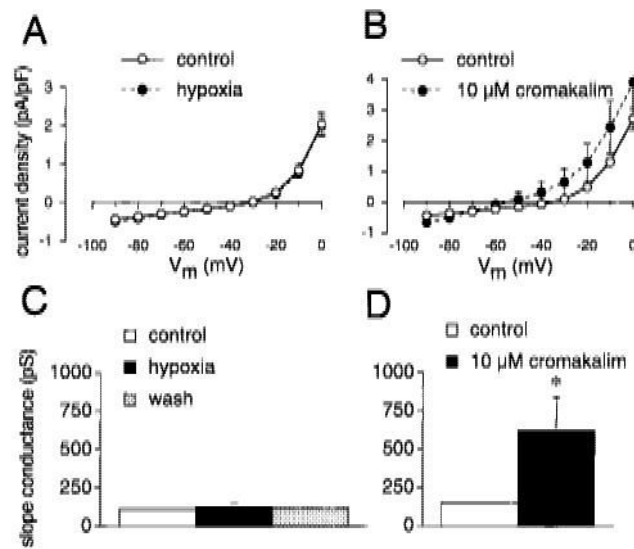 A
control
hypoxia
current density (pA/pF)
3
2
1
0
-1
-100 -80 -60 -40 -20 0
Vm (mV)
B
control
10 µM cromakalim
4
3
2
1
0
-1
-100 -80 -60 -40 -20 0
Vm (mV)
C
control
hypoxia
wash
slope conductance (pS)
1000
750
500
250
0
D
control
10 µM cromakalim
1000
750
500
250
0
*